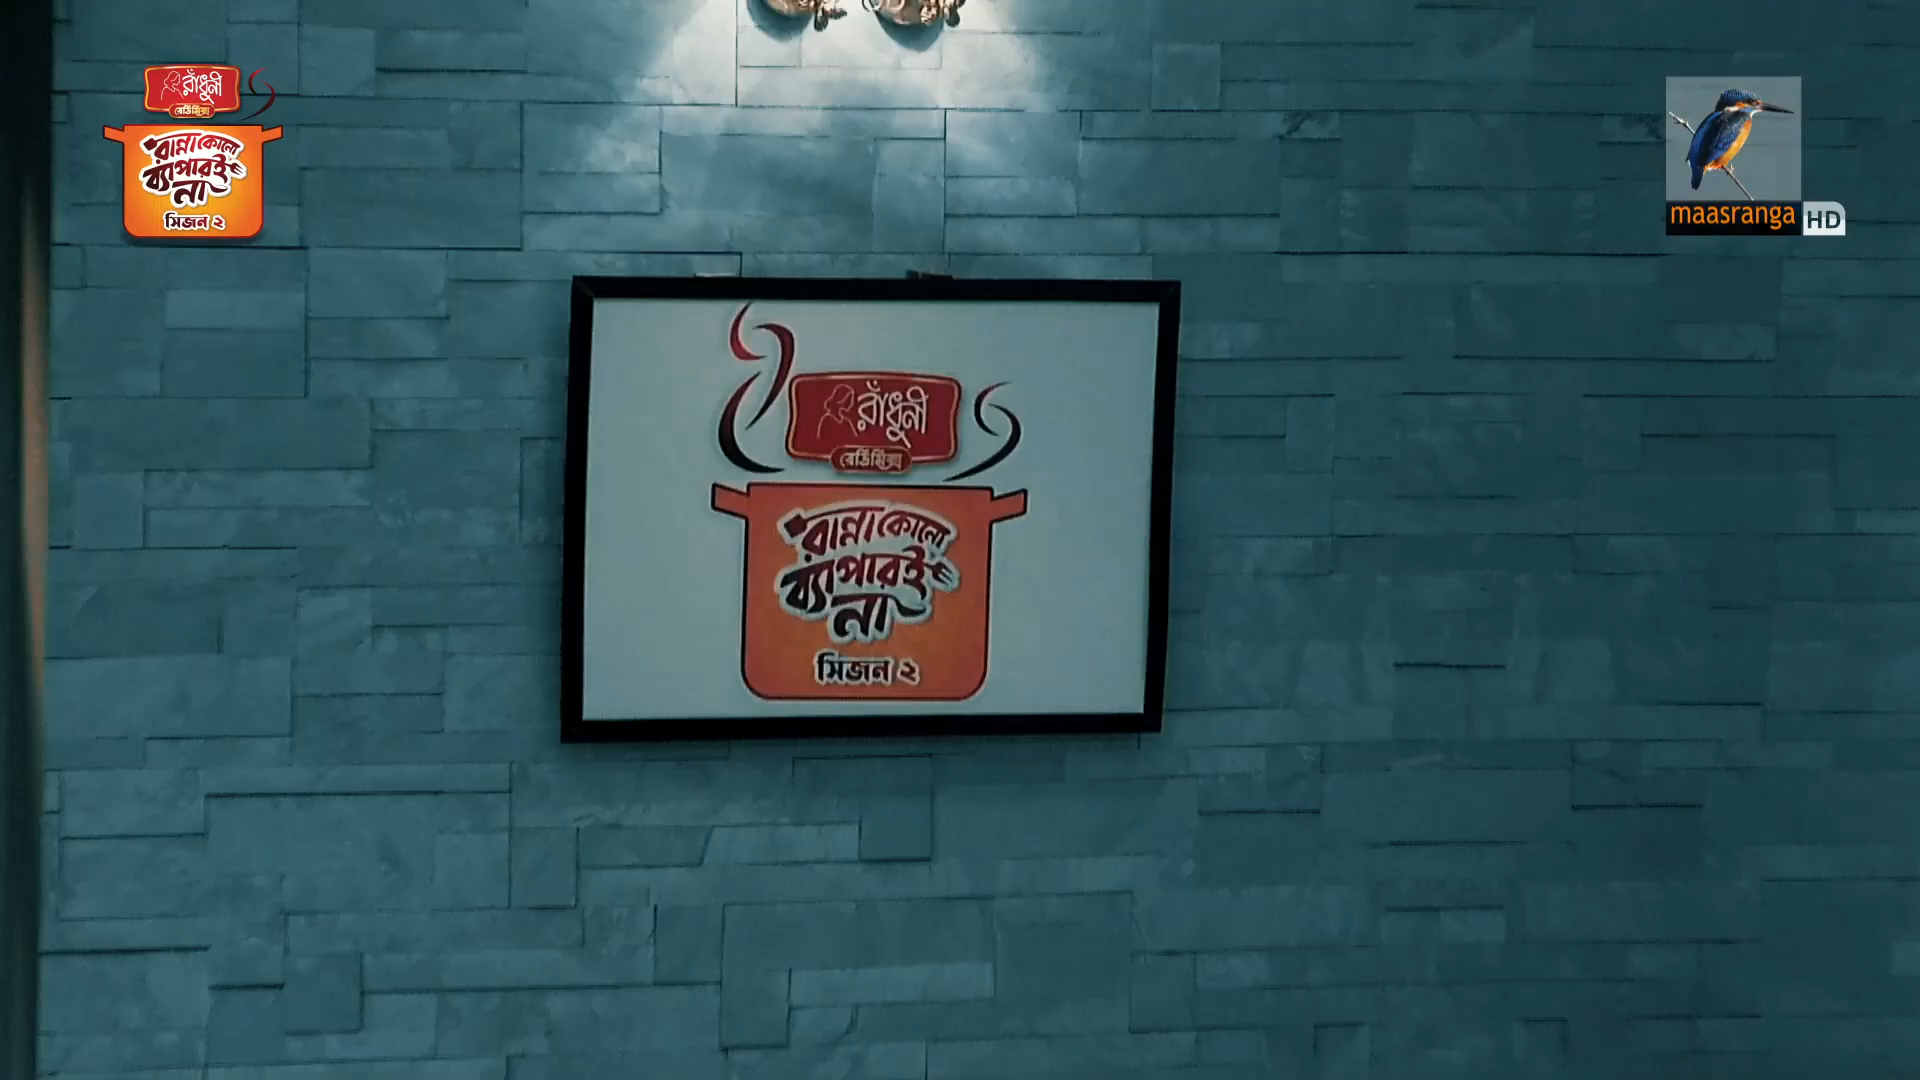 রাঁধুনী
রেডিমিক্স
রান্না কোনো
ব্যাপারই
না
সিজন ২
maasranga HD
রাঁধুনী
রেডিমিক্স
রান্না কোনো
ব্যাপারই
না
সিজন ২